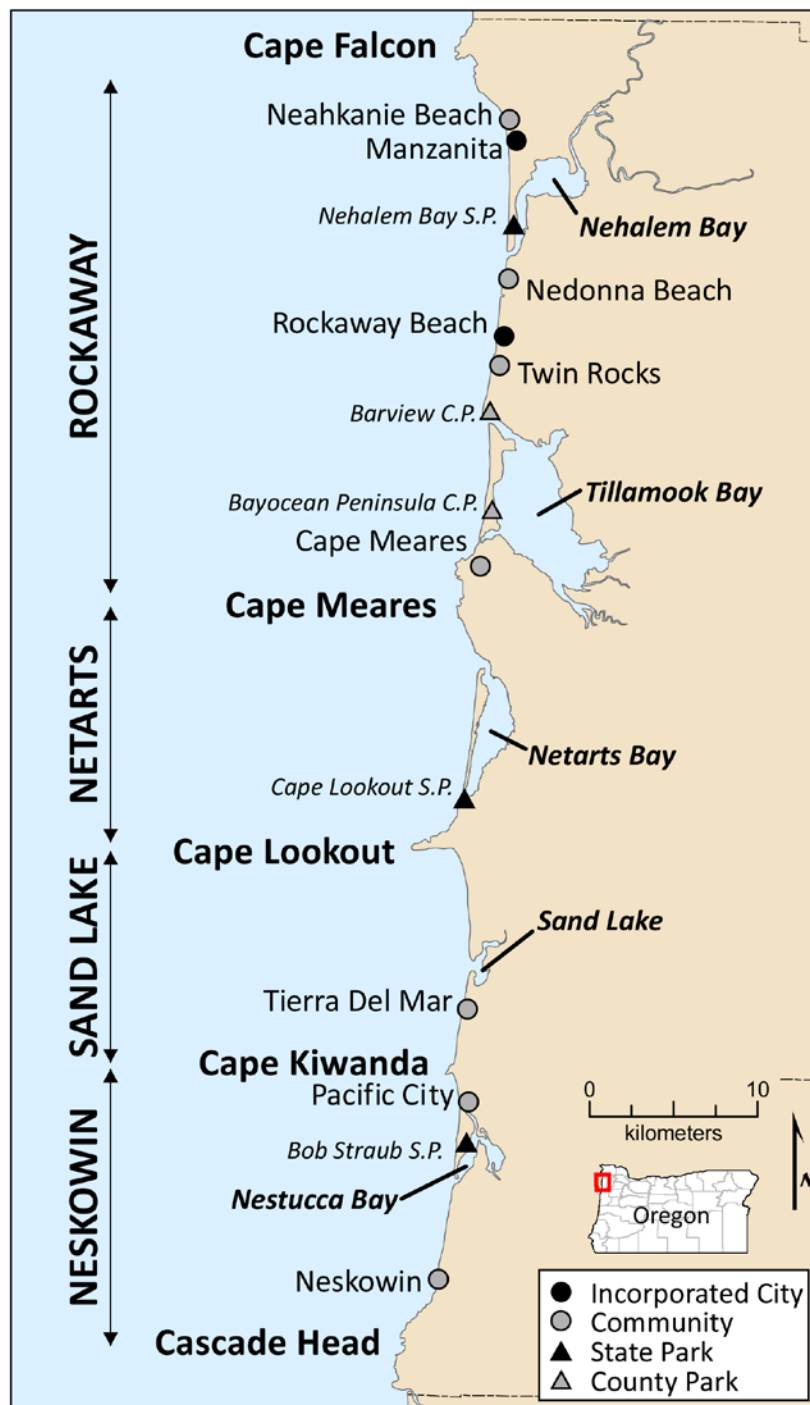 Cape Falcon
Neahkanie Beach
Manzanita
Nehalem Bay S.P.
Nehalem Bay
Nedonna Beach
Rockaway Beach
Twin Rocks
Barview C.P.
Tillamook Bay
Bayocean Peninsula C.P.
Cape Meares
Cape Meares
Netarts Bay
Cape Lookout S.P.
Cape Lookout
Sand Lake
Tierra Del Mar
Cape Kiwanda
Pacific City
Bob Straub S.P.
Nestucca Bay
Neskowin
Cascade Head
ROCKAWAY
NETARTS
SAND LAKE
NESKOWIN
0 10
kilometers
N
Oregon
Incorporated City
Community
State Park
County Park